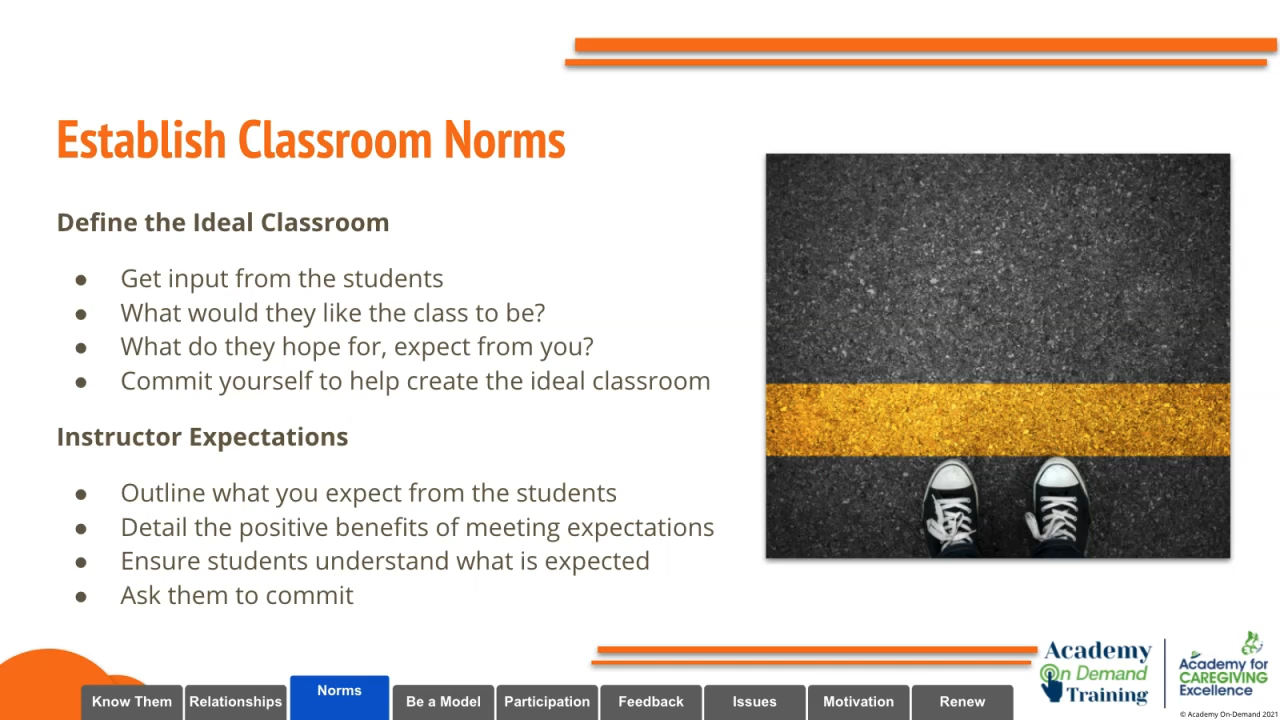 Establish Classroom Norms
Define the Ideal Classroom
● Get input from the students
● What would they like the class to be?
● What do they hope for, expect from you?
● Commit yourself to help create the ideal classroom
Instructor Expectations
● Outline what you expect from the students
● Detail the positive benefits of meeting expectations
● Ensure students understand what is expected
● Ask them to commit
Know Them
Relationships
Norms
Be a Model
Participation
Feedback
Issues
Motivation
Renew
Academy
On Demand
Training
Academy for
CAREGIVING
Excellence
© Academy On-Demand 2021